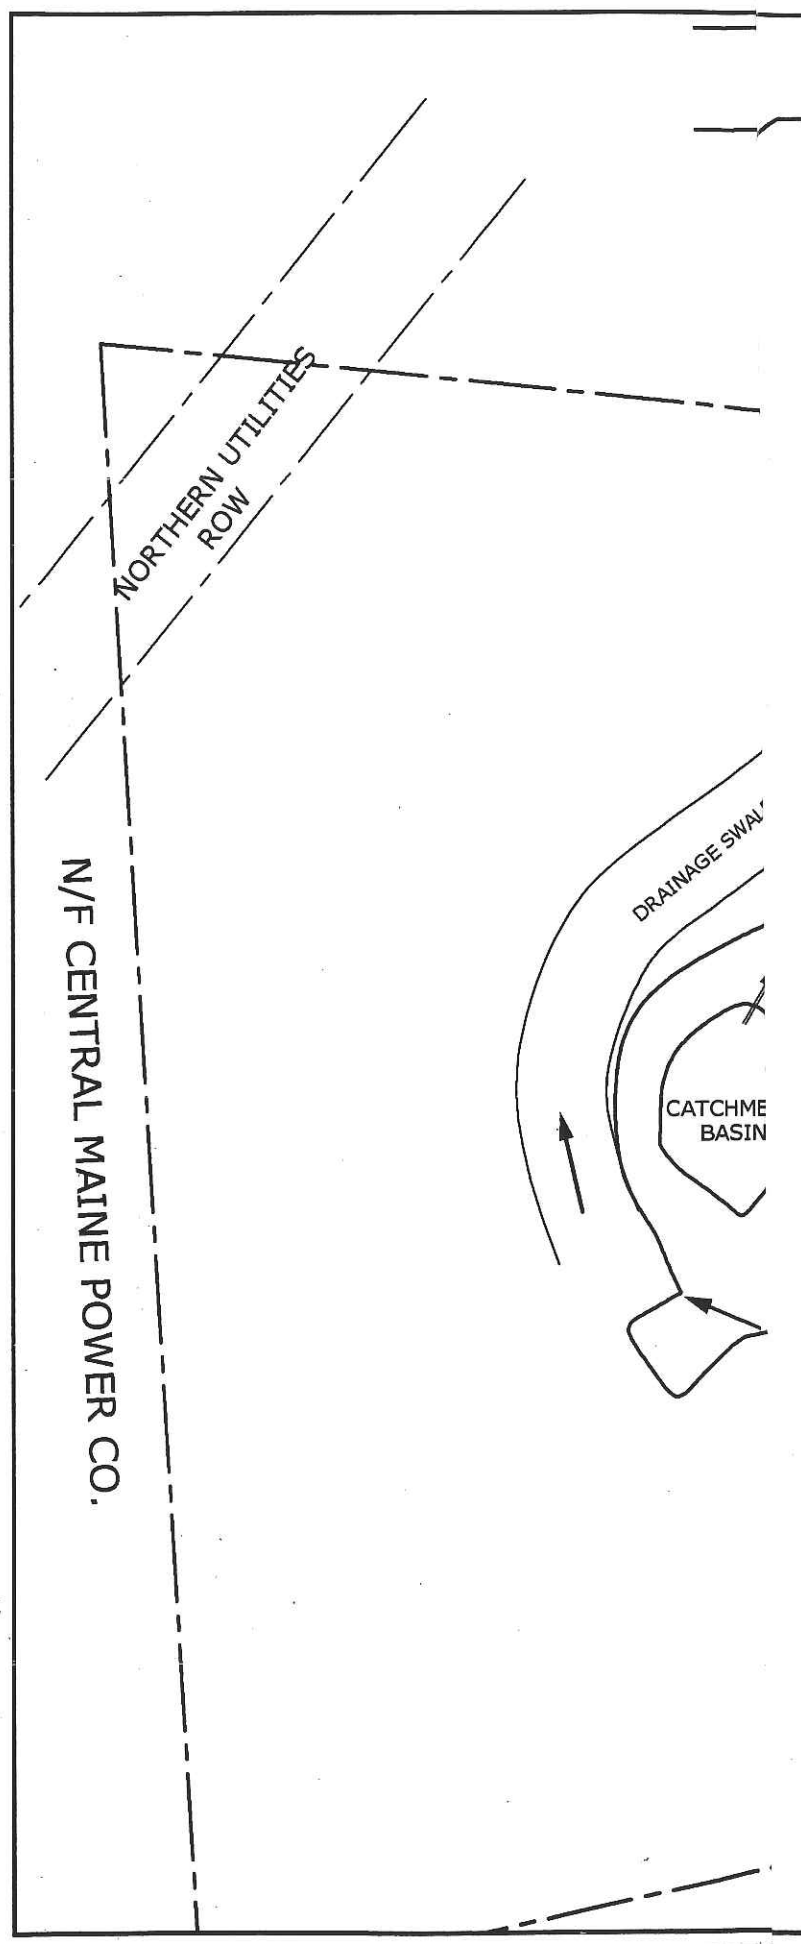 NORTHERN UTILITIES
ROW
DRAINAGE SWAL
N/F CENTRAL MAINE POWER CO.
CATCHME
BASIN